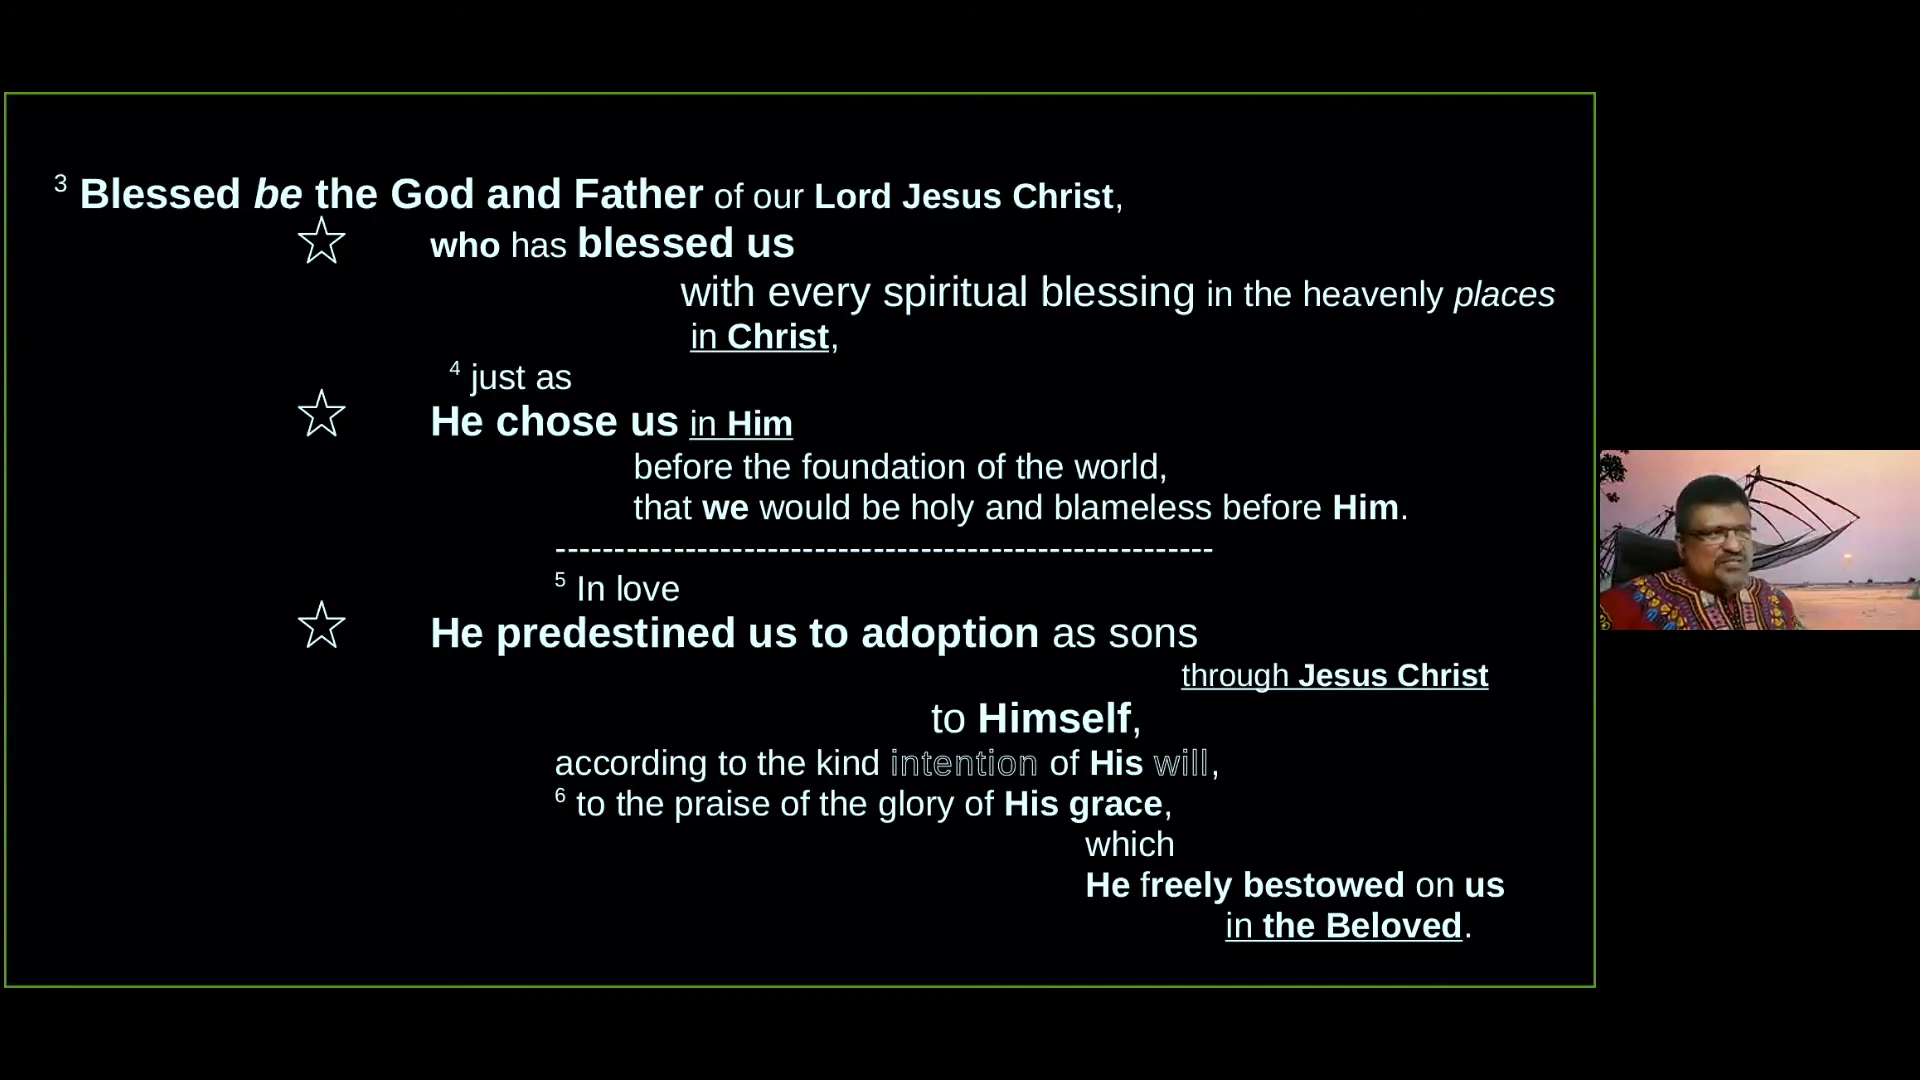 3 Blessed be the God and Father of our Lord Jesus Christ,
who has blessed us
with every spiritual blessing in the heavenly places
in Christ,
4 just as
He chose us in Him
before the foundation of the world,
that we would be holy and blameless before Him.
------------------------------------------------------
5 In love
He predestined us to adoption as sons
through Jesus Christ
to Himself,
according to the kind intention of His will,
6 to the praise of the glory of His grace,
which
He freely bestowed on us
in the Beloved.